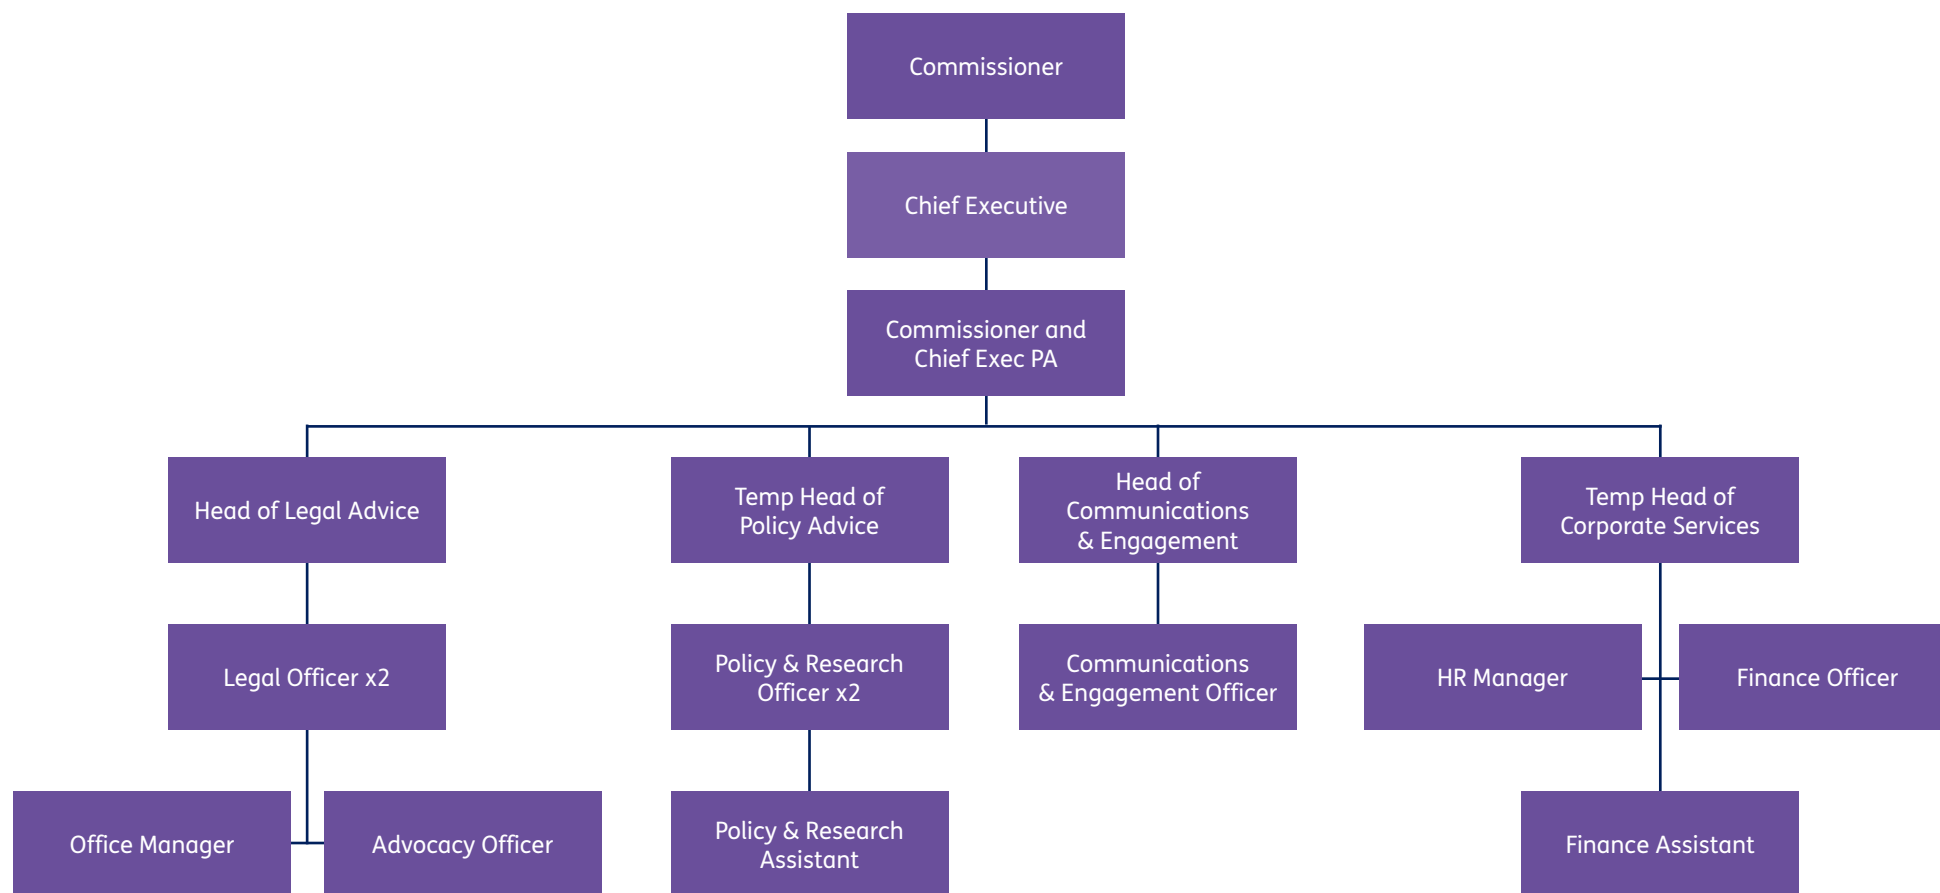 Commissioner
Chief Executive
Commissioner and
Chief Exec PA
Head of Legal Advice
Temp Head of
Policy Advice
Head of
Communications
& Engagement
Temp Head of
Corporate Services
Legal Officer x2
Policy & Research
Officer x2
Communications
& Engagement Officer
HR Manager
Finance Officer
Office Manager
Advocacy Officer
Policy & Research
Assistant
Finance Assistant